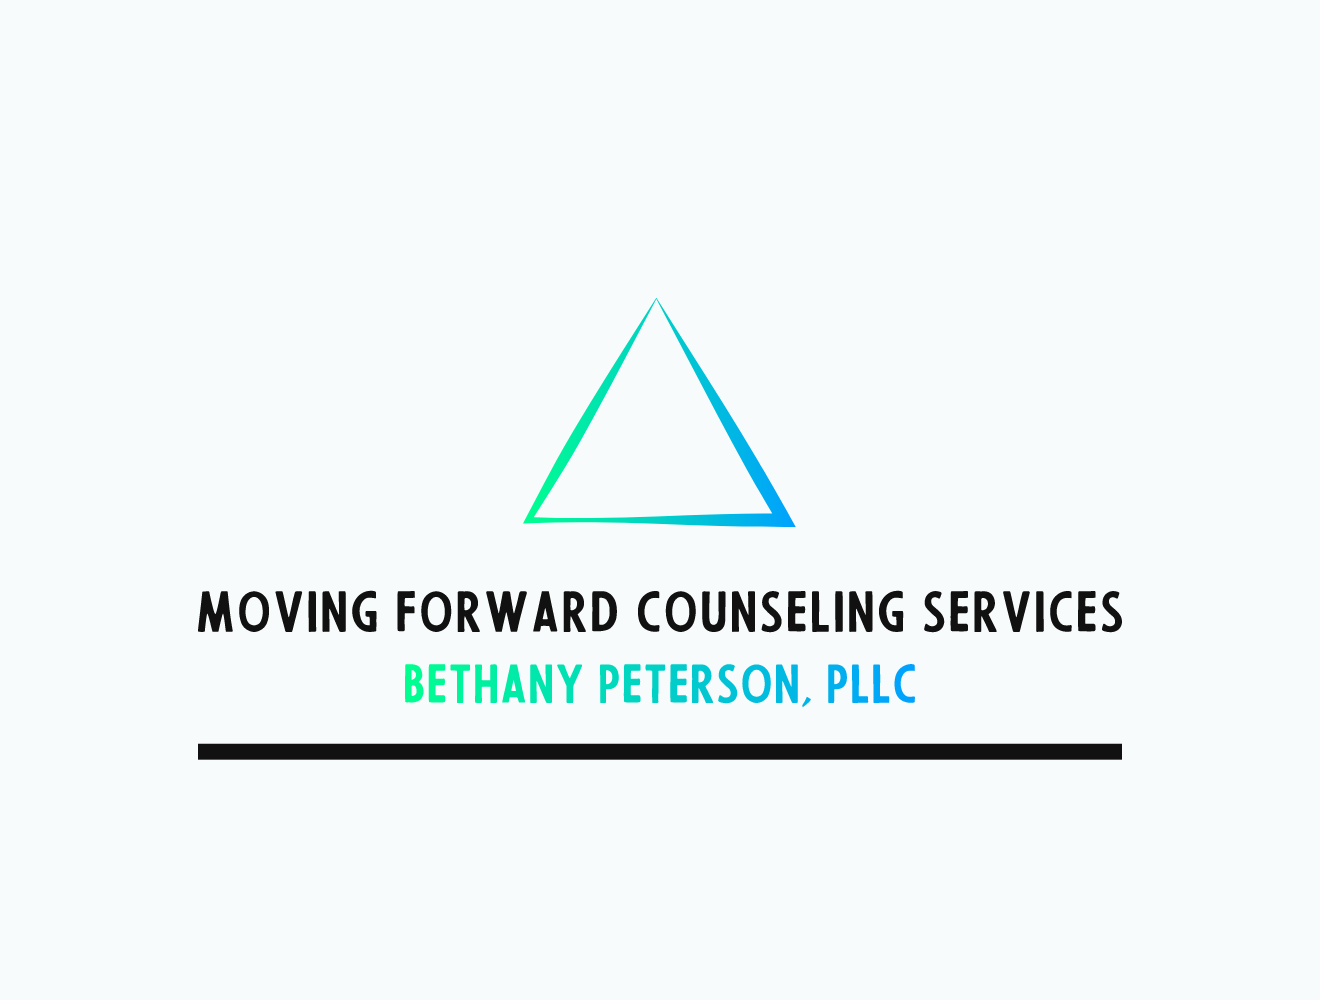 MOVING FORWARD COUNSELING SERVICES
BETHANY PETERSON, PLLC